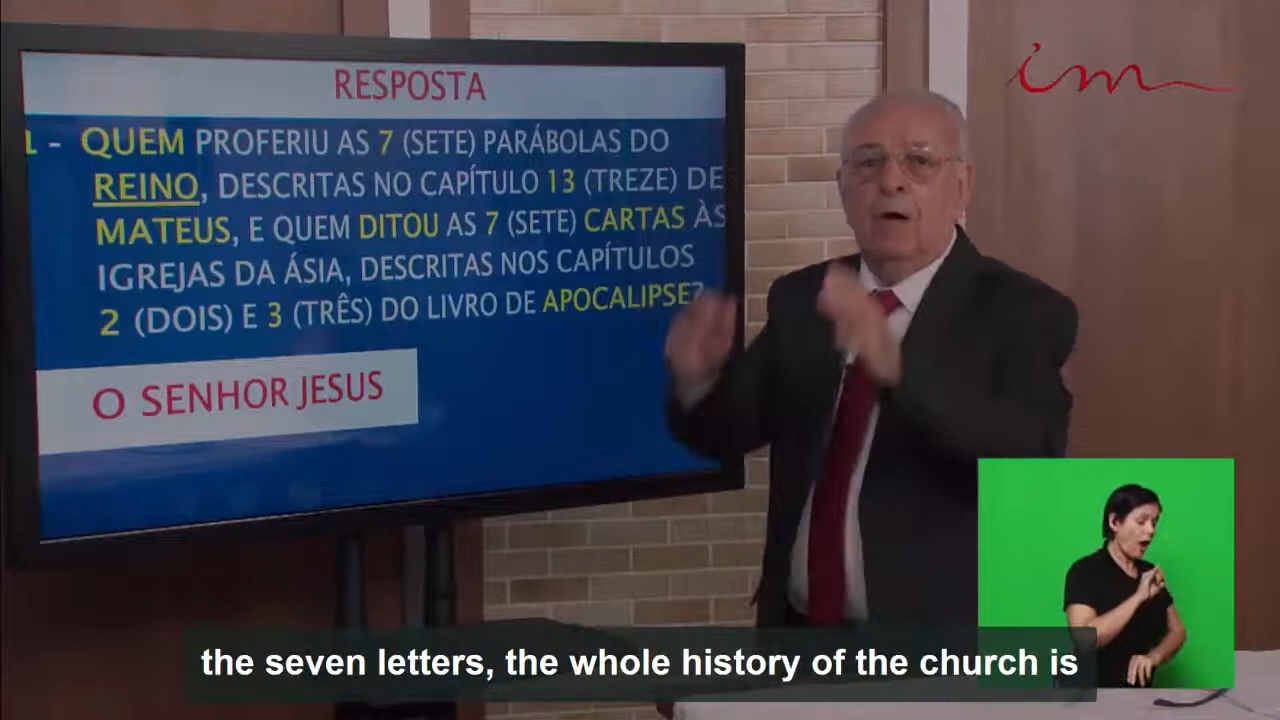 im
RESPOSTA
1 - QUEM PROFERIU AS 7 (SETE) PARÁBOLAS DO
REINO, DESCRITAS NO CAPÍTULO 13 (TREZE) DE
MATEUS, E QUEM DITOU AS 7 (SETE) CARTAS ÀS
IGREJAS DA ÁSIA, DESCRITAS NOS CAPÍTULOS
2 (DOIS) E 3 (TRÊS) DO LIVRO DE APOCALIPSE?
O SENHOR JESUS
the seven letters, the whole history of the church is